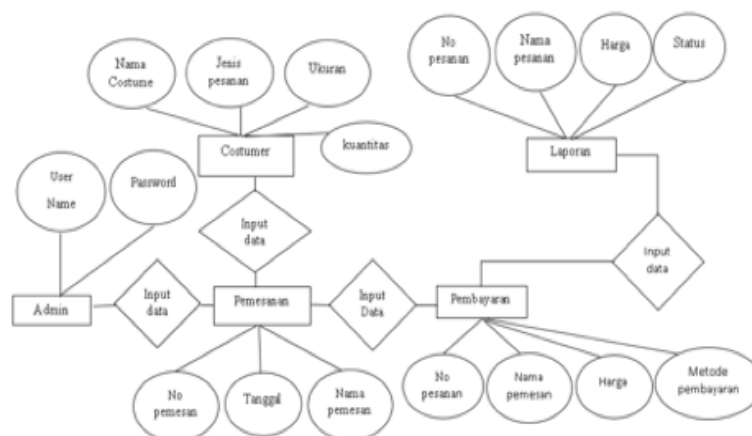 Nama
Costume
Jenis
pesanan
Ukuran
No
pesanan
Nama
pesanan
Harga
Status
Costumer
kuantitas
Laporan
User
Name
Password
Input
data
Input
data
Admin
Input
data
Pemesanan
Input
Data
Pembayaran
No
pemesan
Tanggal
Nama
pemesan
No
pesanan
Nama
pemesan
Harga
Metode
pembayaran